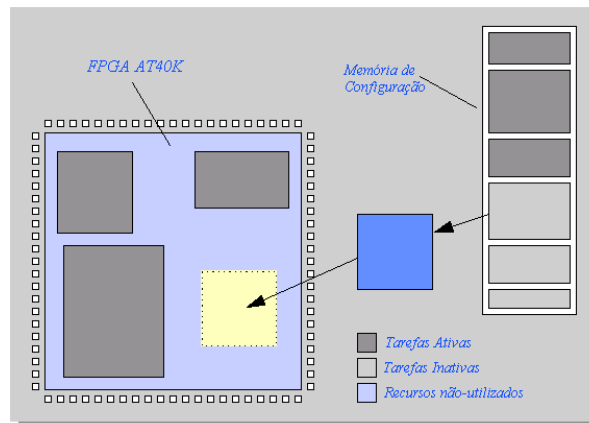 FPGA AT40K
Memória de
Configuração
Tarefas Ativas
Tarefas Inativas
Recursos não-utilizados